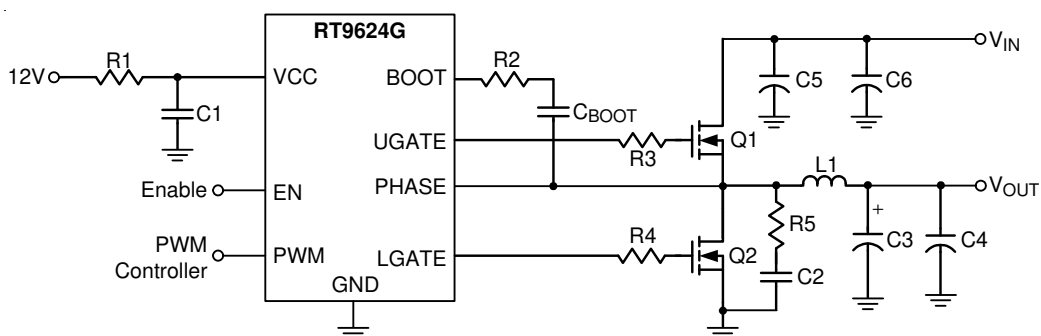 RT9624G
12V
R1
C1
VCC
BOOT
R2
CBOOT
UGATE
R3
Q1
C5
C6
VIN
Enable
EN
PHASE
L1
VOUT
PWM
Controller
PWM
LGATE
R4
Q2
R5
C2
+
C3
C4
GND